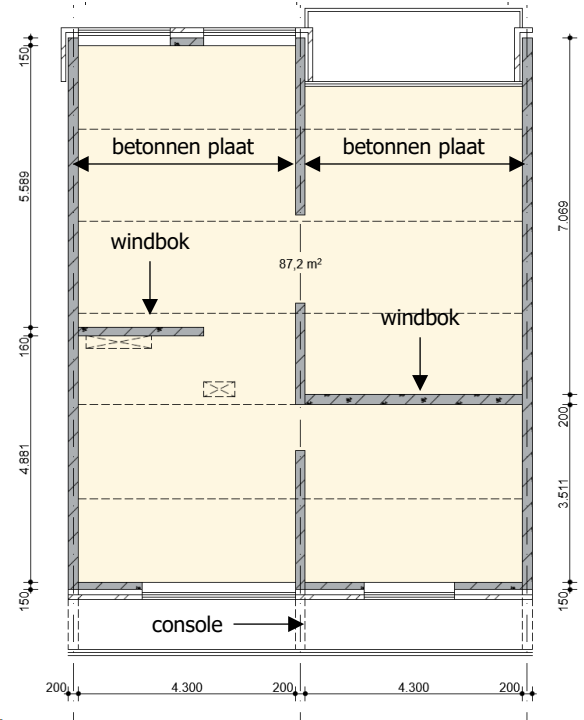 150
5.589
160
4.881
150
betonnen plaat
betonnen plaat
windbok
87,2 m²
windbok
console
7.069
200
3.511
150
200
4.300
200
4.300
200